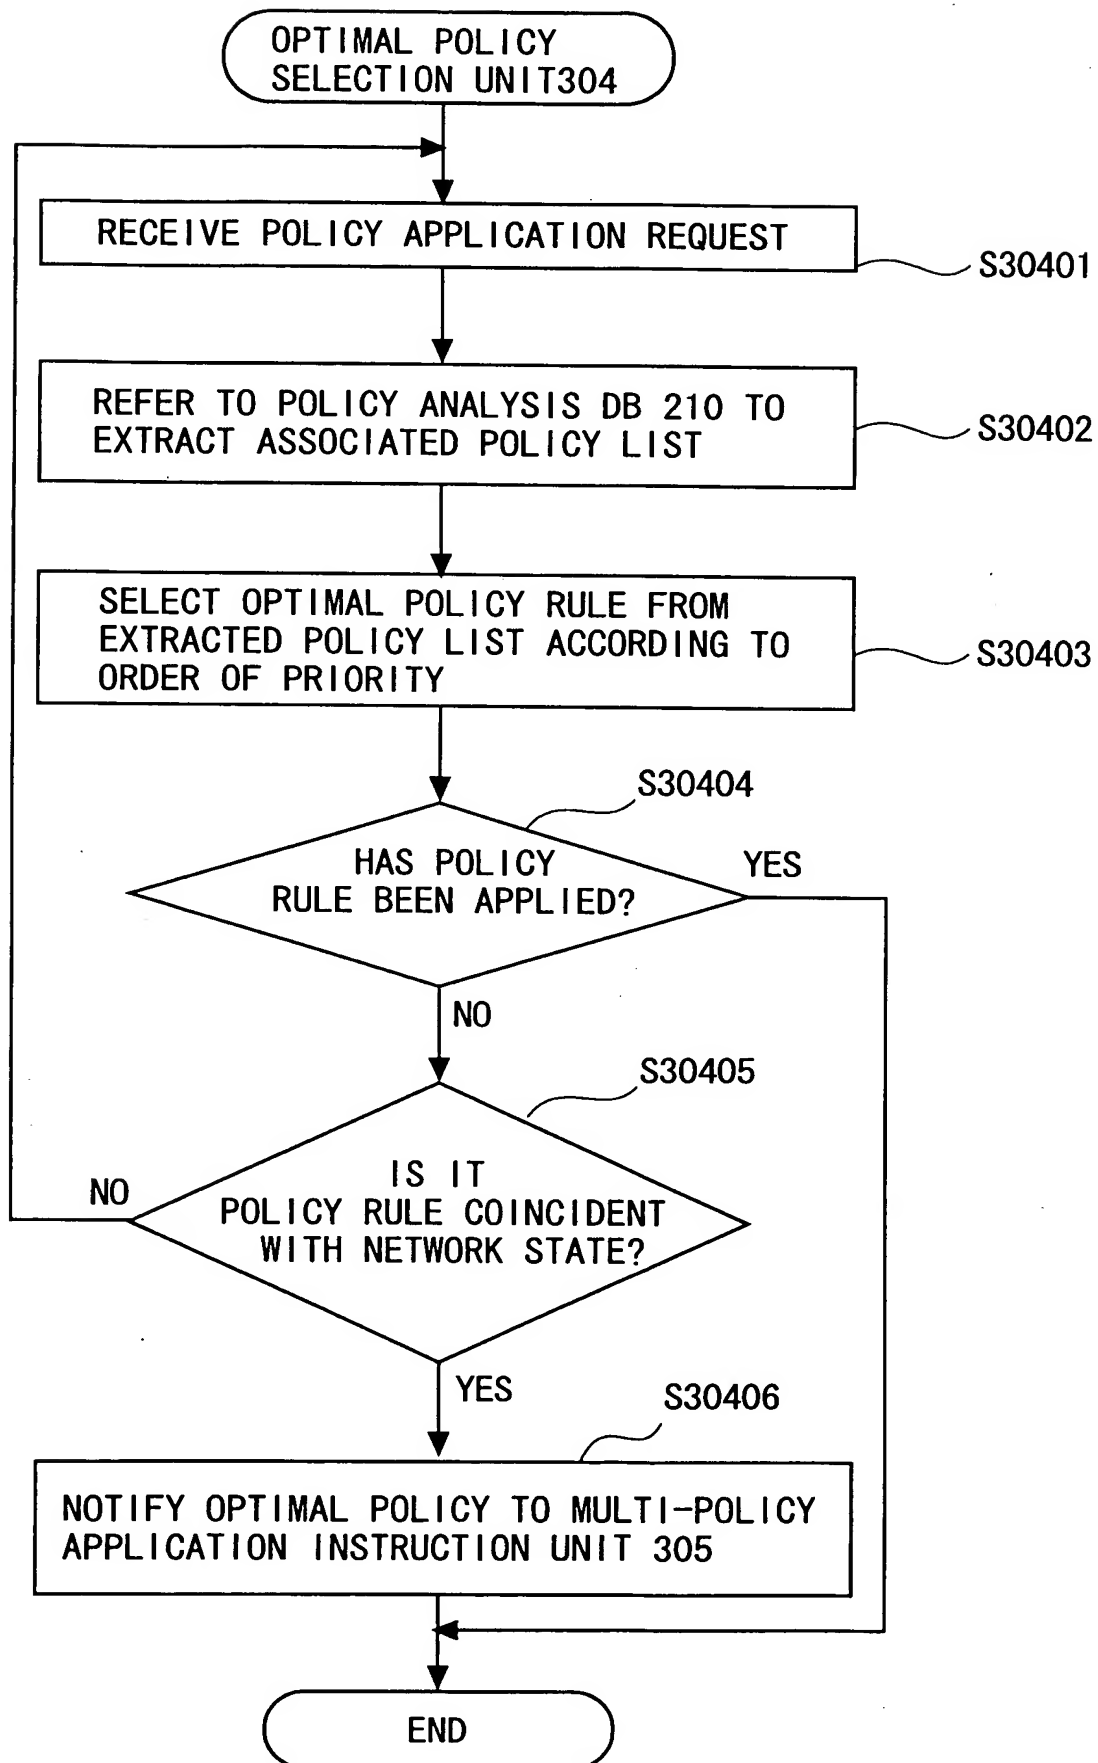 OPTIMAL POLICY
SELECTION UNIT304
RECEIVE POLICY APPLICATION REQUEST
S30401
REFER TO POLICY ANALYSIS DB 210 TO
EXTRACT ASSOCIATED POLICY LIST
S30402
SELECT OPTIMAL POLICY RULE FROM
EXTRACTED POLICY LIST ACCORDING TO
ORDER OF PRIORITY
S30403
S30404
HAS POLICY
RULE BEEN APPLIED?
YES
NO
S30405
IS IT
POLICY RULE COINCIDENT
WITH NETWORK STATE?
NO
YES
S30406
NOTIFY OPTIMAL POLICY TO MULTI-POLICY
APPLICATION INSTRUCTION UNIT 305
END